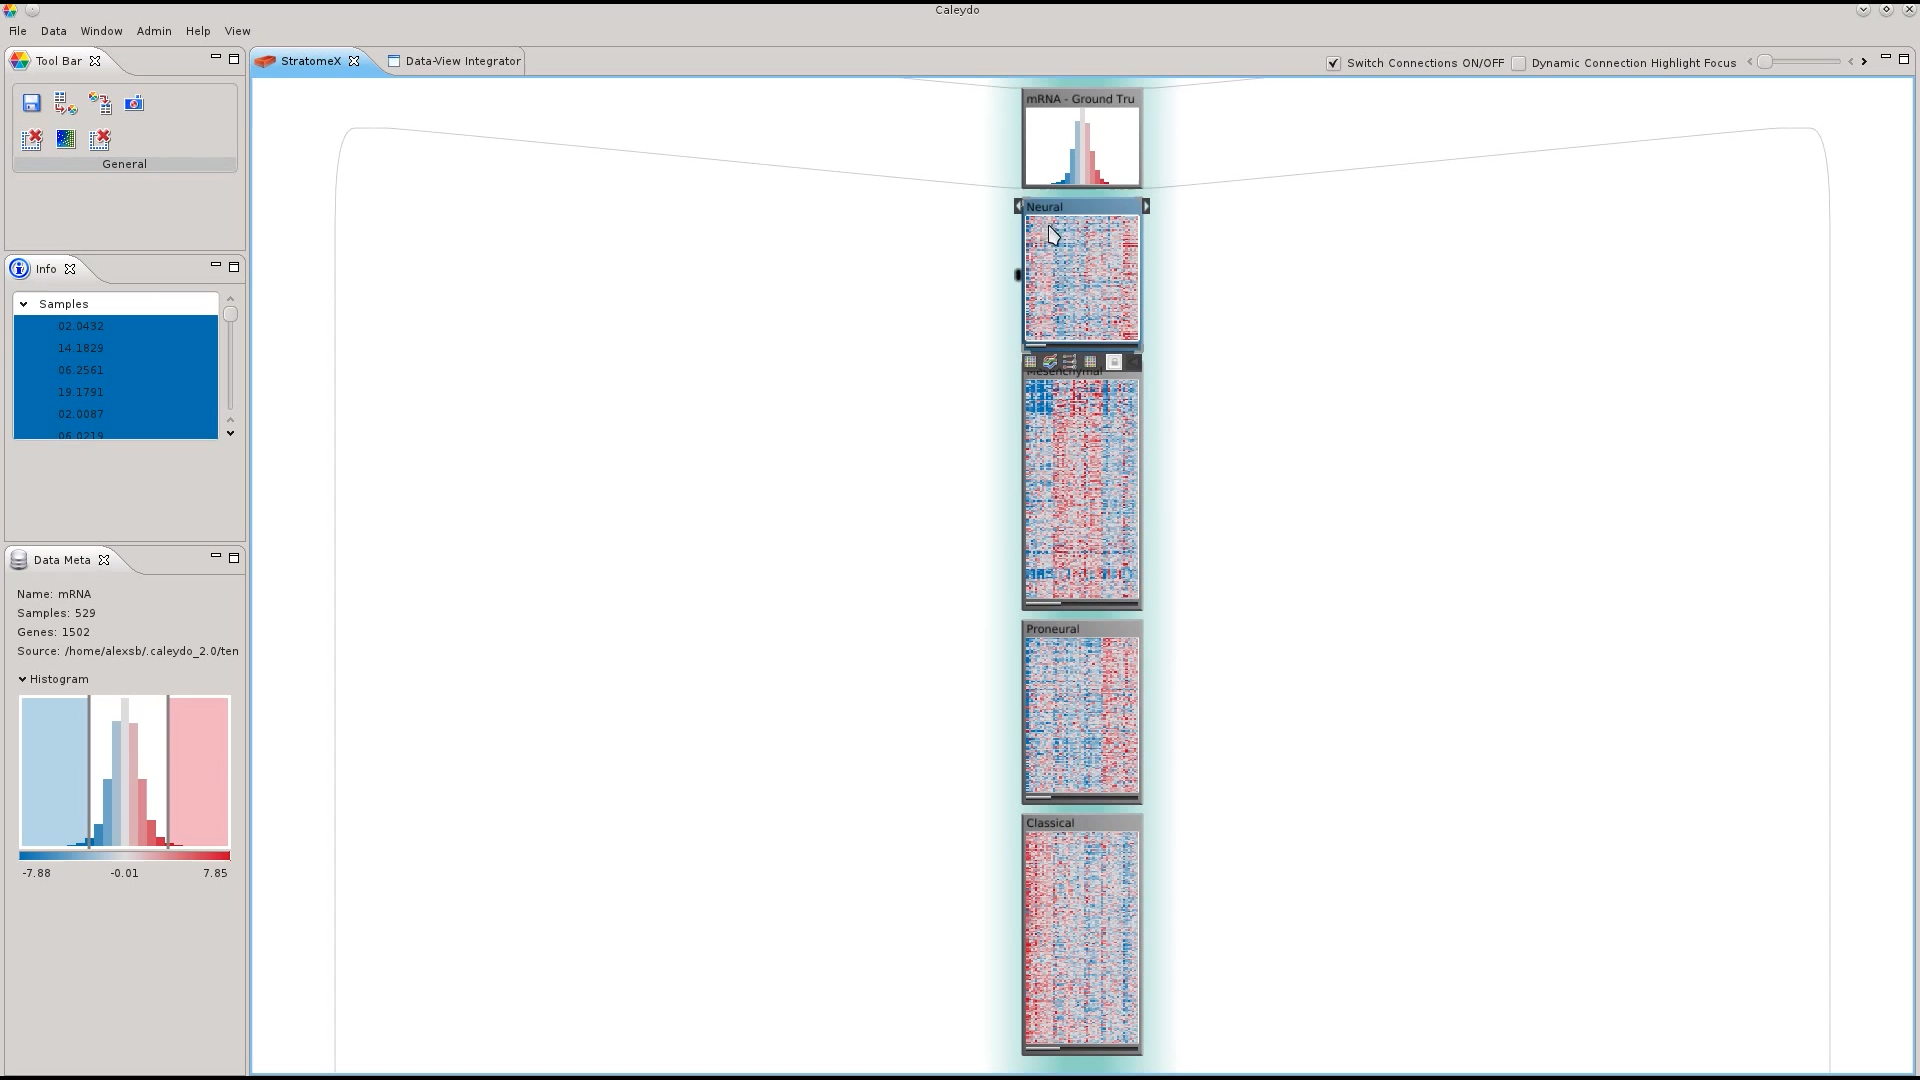 Caleydo
File Data Window Admin Help View
Tool Bar
StratomeX
Data-View Integrator
Switch Connections ON/OFF
Dynamic Connection Highlight Focus
General
Info
Samples
02.0432
14.1829
06.2561
19.1791
02.0087
06.0219
Data Meta
Name: mRNA
Samples: 529
Genes: 1502
Source: /home/alexsb/.caleydo_2.0/ten
Histogram
-7.88 -0.01 7.85
mRNA - Ground Tru
Neural
Mesenchymal
Proneural
Classical